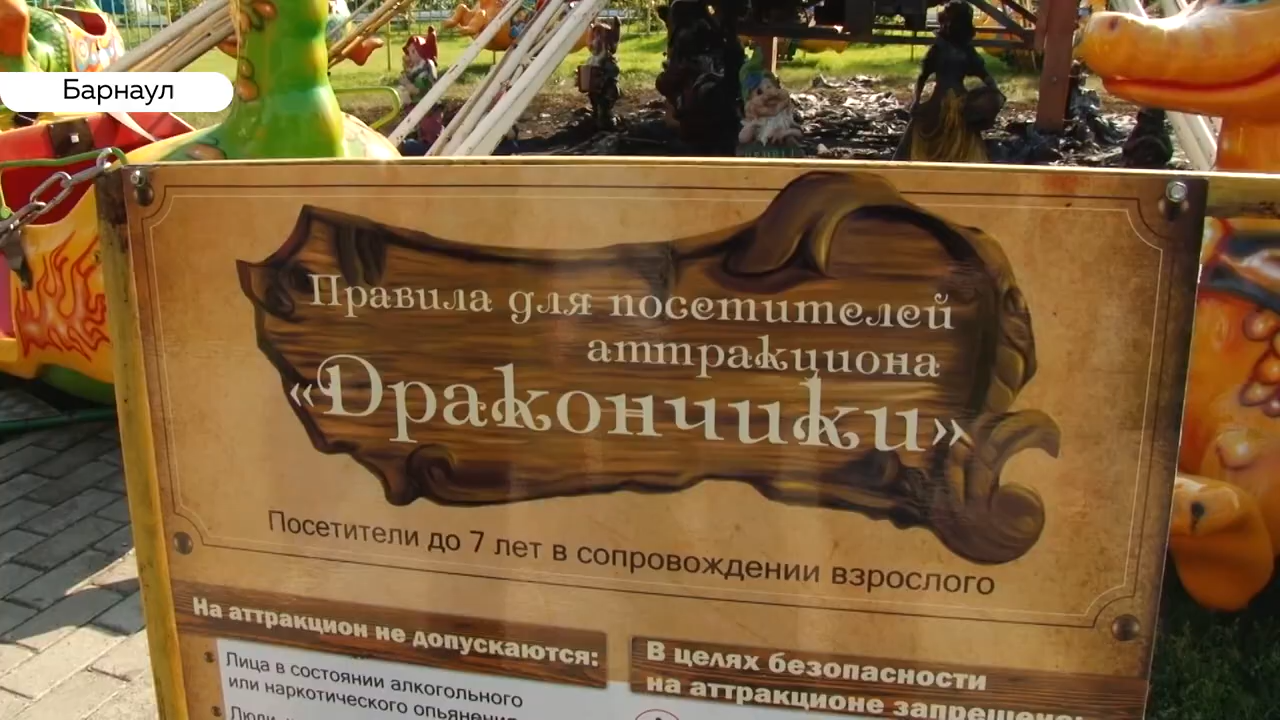 Барнаул
Правила для посетителей
аттракциона
«Дракончики»
Посетители до 7 лет в сопровождении взрослого
На аттракцион не допускаются:
Лица в состоянии алкогольного
или наркотического опьянения
В целях безопасности
на аттракционе запрещено: